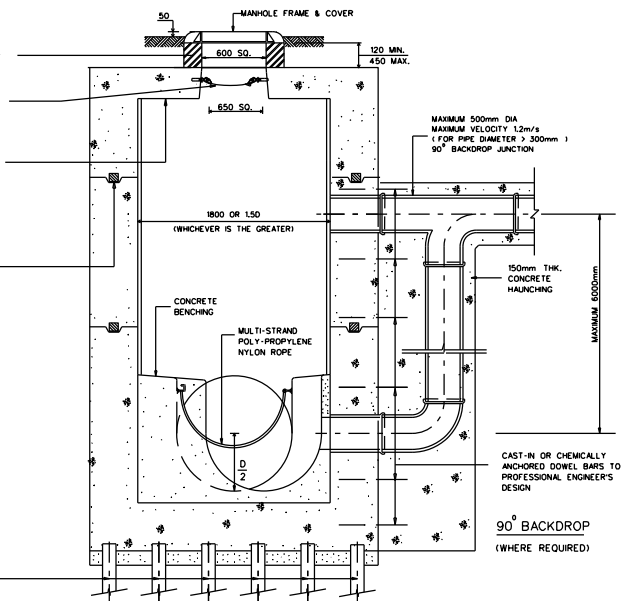 MANHOLE FRAME & COVER
50
600 SQ.
120 MIN.
450 MAX.
650 SQ.
MAXIMUM 500mm DIA
MAXIMUM VELOCITY 1.2m/s
(FOR PIPE DIAMETER > 300mm )
90° BACKDROP JUNCTION
1800 OR 1.5D
(WHICHEVER IS THE GREATER)
150mm THK.
CONCRETE
HAUNCHING
MAXIMUM 6000mm
CONCRETE
BENCHING
MULTI-STRAND
POLY-PROPYLENE
NYLON ROPE
D
2
CAST-IN OR CHEMICALLY
ANCHORED DOWEL BARS TO
PROFESSIONAL ENGINEER'S
DESIGN
90° BACKDROP
(WHERE REQUIRED)